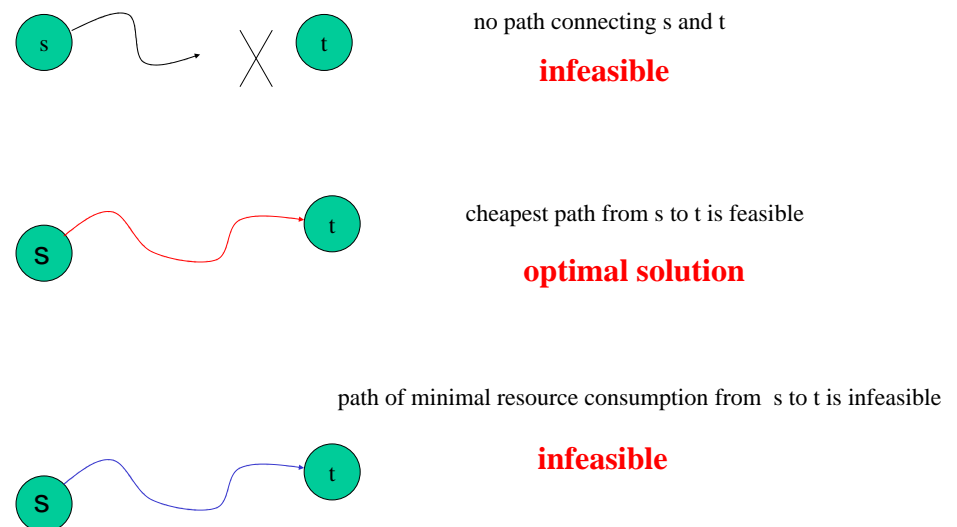 no path connecting s and t
s
t
infeasible
cheapest path from s to t is feasible
t
s
optimal solution
path of minimal resource consumption from s to t is infeasible
infeasible
t
s